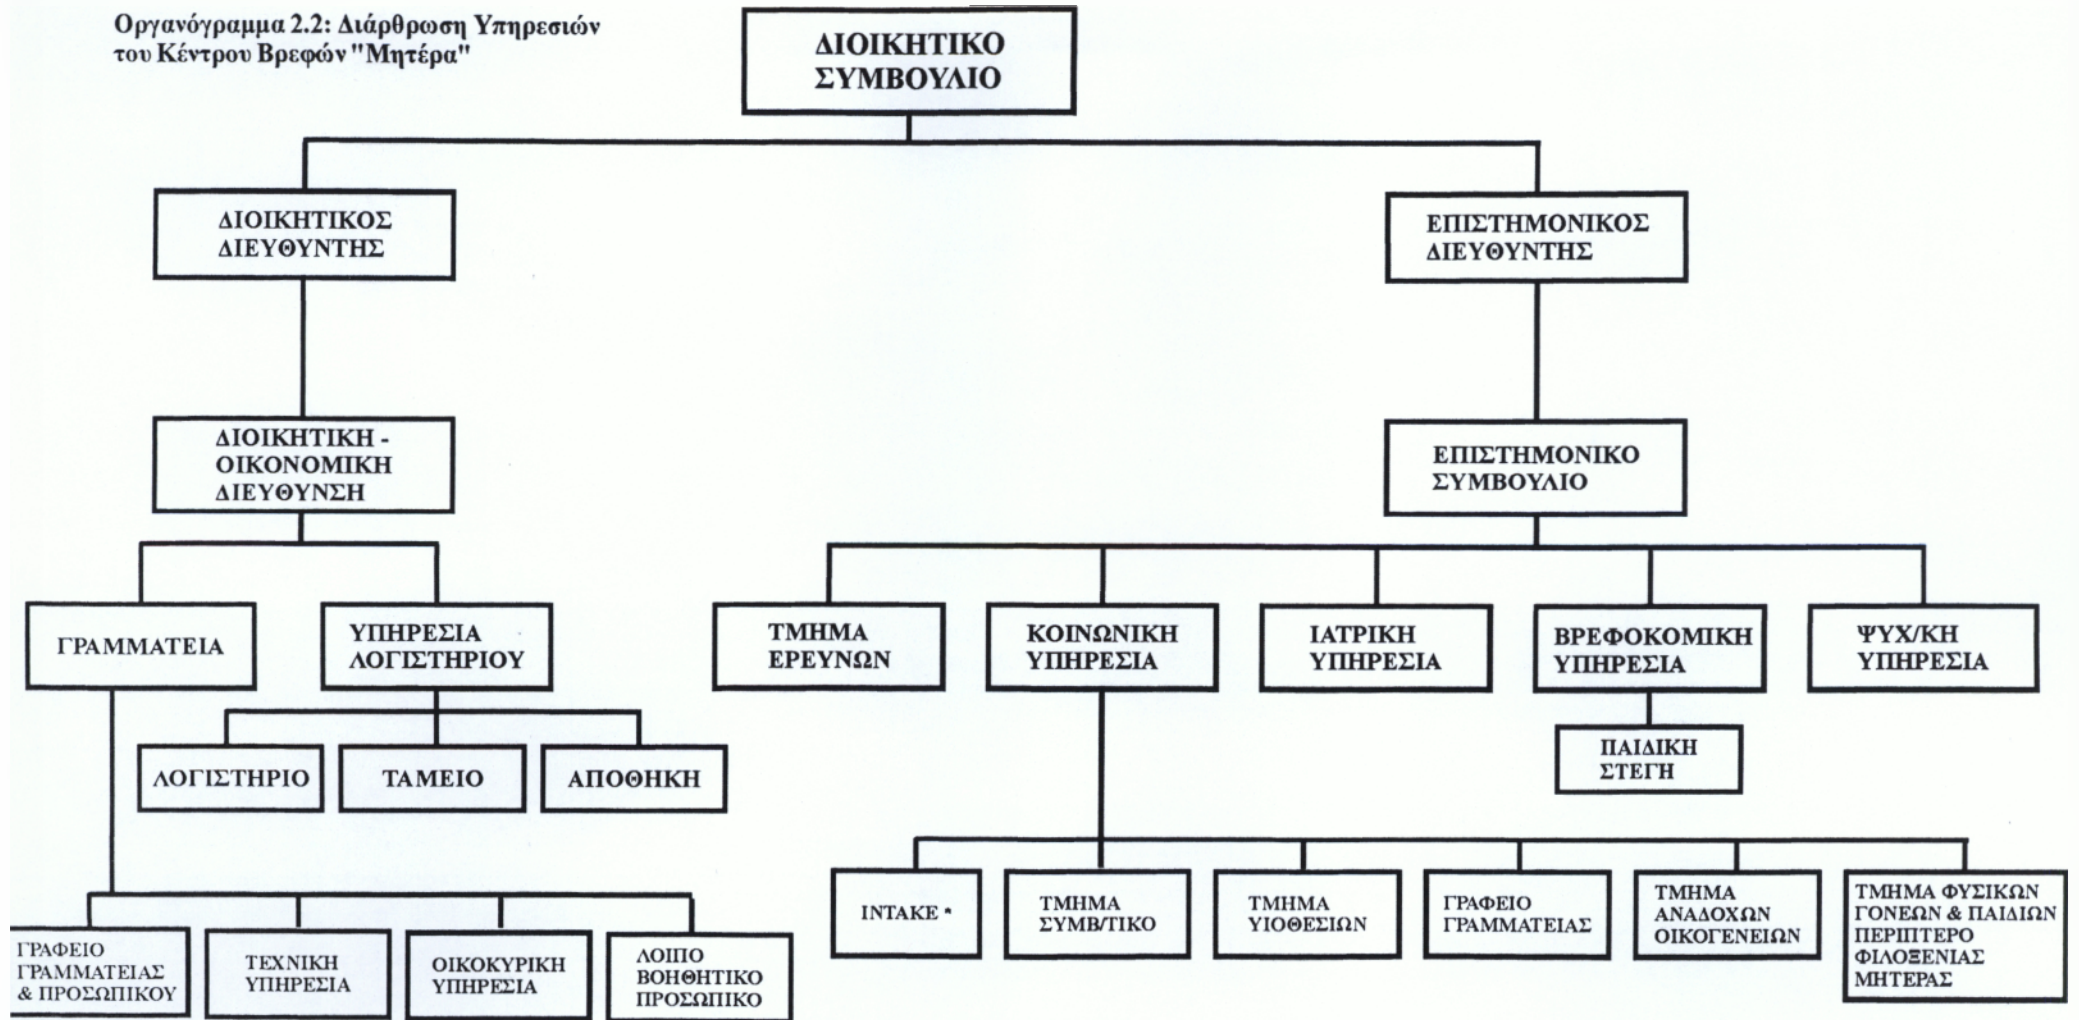 Οργανόγραμμα 2.2: Διάρθρωση Υπηρεσιών
του Κέντρου Βρεφών "Μητέρα"
ΔΙΟΙΚΗΤΙΚΟ
ΣΥΜΒΟΥΛΙΟ
ΔΙΟΙΚΗΤΙΚΟΣ
ΔΙΕΥΘΥΝΤΗΣ
ΕΠΙΣΤΗΜΟΝΙΚΟΣ
ΔΙΕΥΘΥΝΤΗΣ
ΔΙΟΙΚΗΤΙΚΗ -
ΟΙΚΟΝΟΜΙΚΗ
ΔΙΕΥΘΥΝΣΗ
ΕΠΙΣΤΗΜΟΝΙΚΟ
ΣΥΜΒΟΥΛΙΟ
ΓΡΑΜΜΑΤΕΙΑ
ΥΠΗΡΕΣΙΑ
ΛΟΓΙΣΤΗΡΙΟΥ
ΤΜΗΜΑ
ΕΡΕΥΝΩΝ
ΚΟΙΝΩΝΙΚΗ
ΥΠΗΡΕΣΙΑ
ΙΑΤΡΙΚΗ
ΥΠΗΡΕΣΙΑ
ΒΡΕΦΟΚΟΜΙΚΗ
ΥΠΗΡΕΣΙΑ
ΨΥΧ/ΚΗ
ΥΠΗΡΕΣΙΑ
ΛΟΓΙΣΤΗΡΙΟ
ΤΑΜΕΙΟ
ΑΠΟΘΗΚΗ
ΠΑΙΔΙΚΗ
ΣΤΕΓΗ
INTAKE *
ΤΜΗΜΑ
ΣΥΜΒ/ΤΙΚΟ
ΤΜΗΜΑ
ΥΙΟΘΕΣΙΩΝ
ΓΡΑΦΕΙΟ
ΓΡΑΜΜΑΤΕΙΑΣ
ΤΜΗΜΑ
ΑΝΑΔΟΧΩΝ
ΟΙΚΟΓΕΝΕΙΩΝ
ΤΜΗΜΑ ΦΥΣΙΚΩΝ
ΓΟΝΕΩΝ & ΠΑΙΔΙΩΝ
ΠΕΡΙΠΤΕΡΟ
ΦΙΛΟΞΕΝΙΑΣ
ΜΗΤΕΡΑΣ
ΓΡΑΦΕΙΟ
ΓΡΑΜΜΑΤΕΙΑΣ
& ΠΡΟΣΩΠΙΚΟΥ
ΤΕΧΝΙΚΗ
ΥΠΗΡΕΣΙΑ
ΟΙΚΟΚΥΡΙΚΗ
ΥΠΗΡΕΣΙΑ
ΛΟΙΠΟ
ΒΟΗΘΗΤΙΚΟ
ΠΡΟΣΩΠΙΚΟ